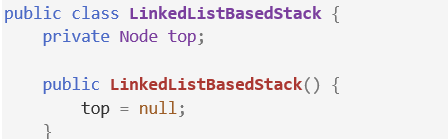 public class LinkedListBasedStack {
    private Node top;

    public LinkedListBasedStack() {
        top = null;
    }